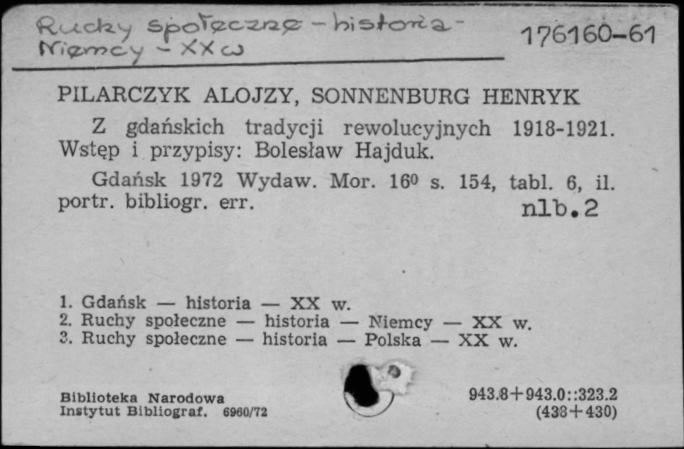 Ruchy społeczne – historia –
Niemcy – XX w
176160-61
PILARCZYK ALOJZY, SONNENBURG HENRYK
Z gdańskich tradycji rewolucyjnych 1918-1921.
Wstęp i przypisy: Bolesław Hajduk.
Gdańsk 1972 Wydaw. Mor. 16⁰ s. 154, tabl. 6, il.
portr. bibliogr. err.
nlb.2
1. Gdańsk — historia — XX w.
2. Ruchy społeczne — historia — Niemcy — XX w.
3. Ruchy społeczne — historia — Polska — XX w.
Biblioteka Narodowa
Instytut Bibliograf. 6960/72
943.8+943.0::323.2
(438+430)